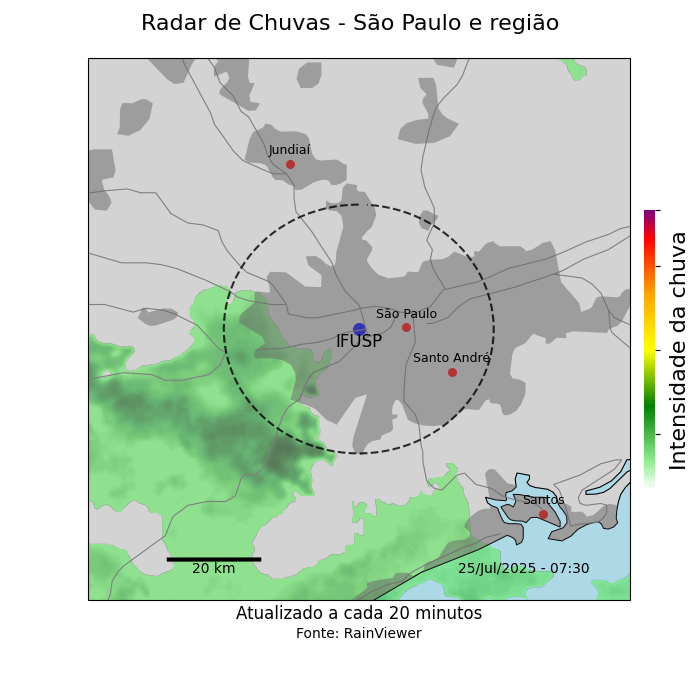 Radar de Chuvas - São Paulo e região
Jundiaí
São Paulo
IFUSP
Santo André
Santos
20 km
25/Jul/2025 - 07:30
Intensidade da chuva
Atualizado a cada 20 minutos
Fonte: RainViewer